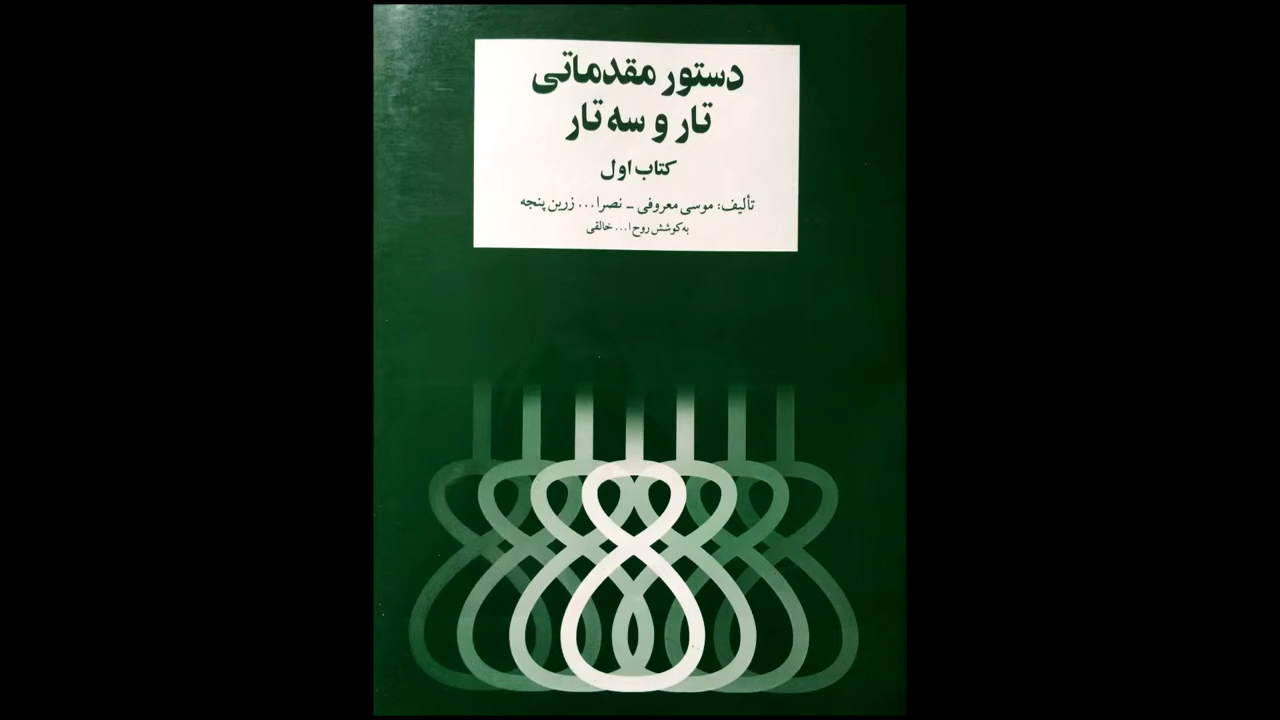 دستور مقدماتی
تار و سه تار
کتاب اول
تألیف: موسی معروفی ـ نصرا... زرین پنجه
به کوشش روح ا... خالقی